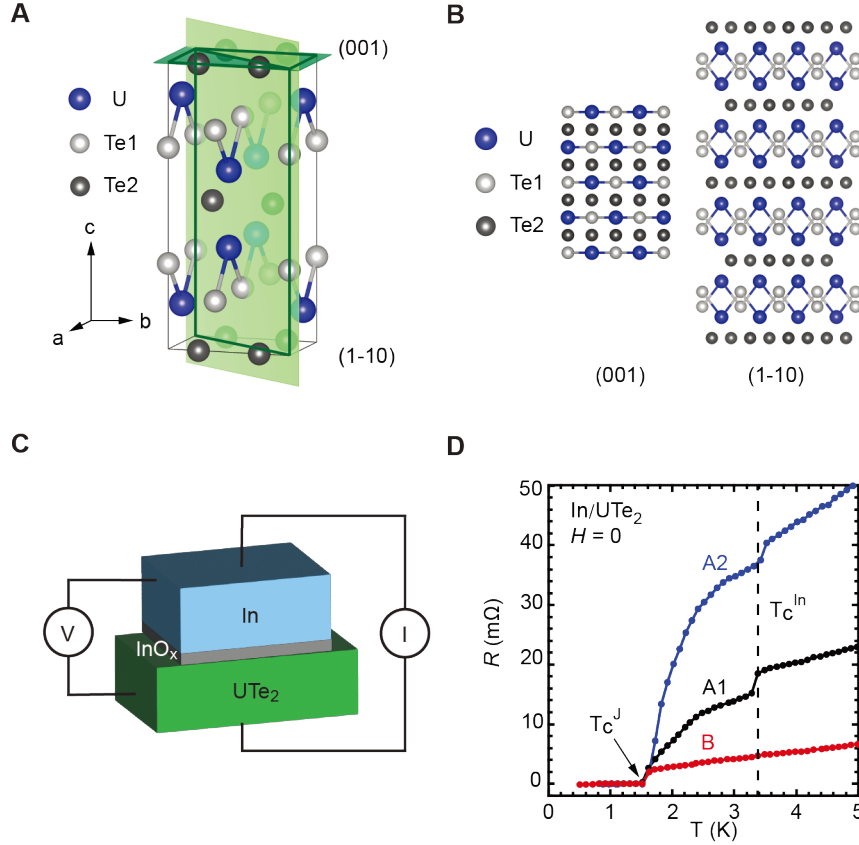 A
(001)
U
Te1
Te2
c
a
b
(1-10)
B
U
Te1
Te2
(001)
(1-10)
C
V
In
InOx
UTe2
I
D
50
40
30
20
10
0
R (mΩ)
In/UTe2
H = 0
A2
TcIn
A1
TcJ
B
0
1
2
3
4
5
T (K)